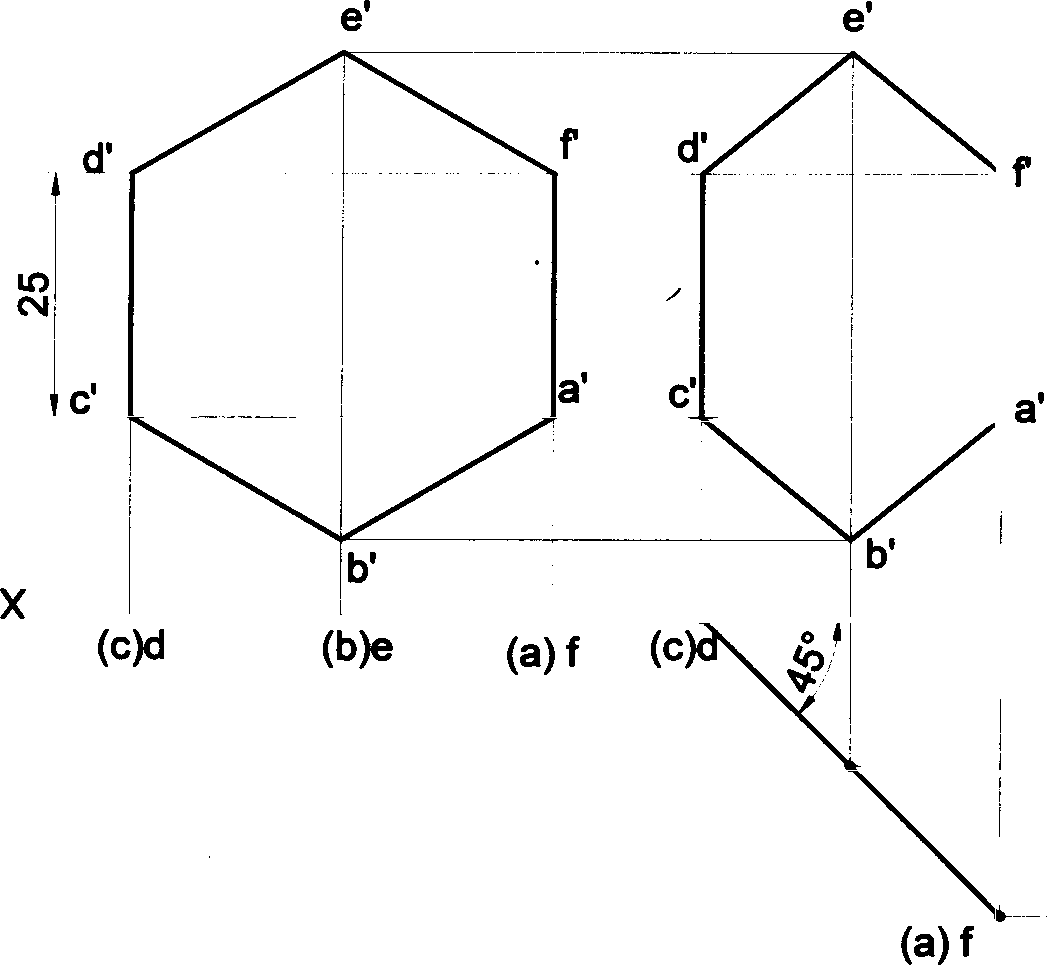 e' e'
d' f' d' f'
25
c' a' c' a'
b' b'
X
(c)d (b)e (a) f (c)d 45°
(a) f